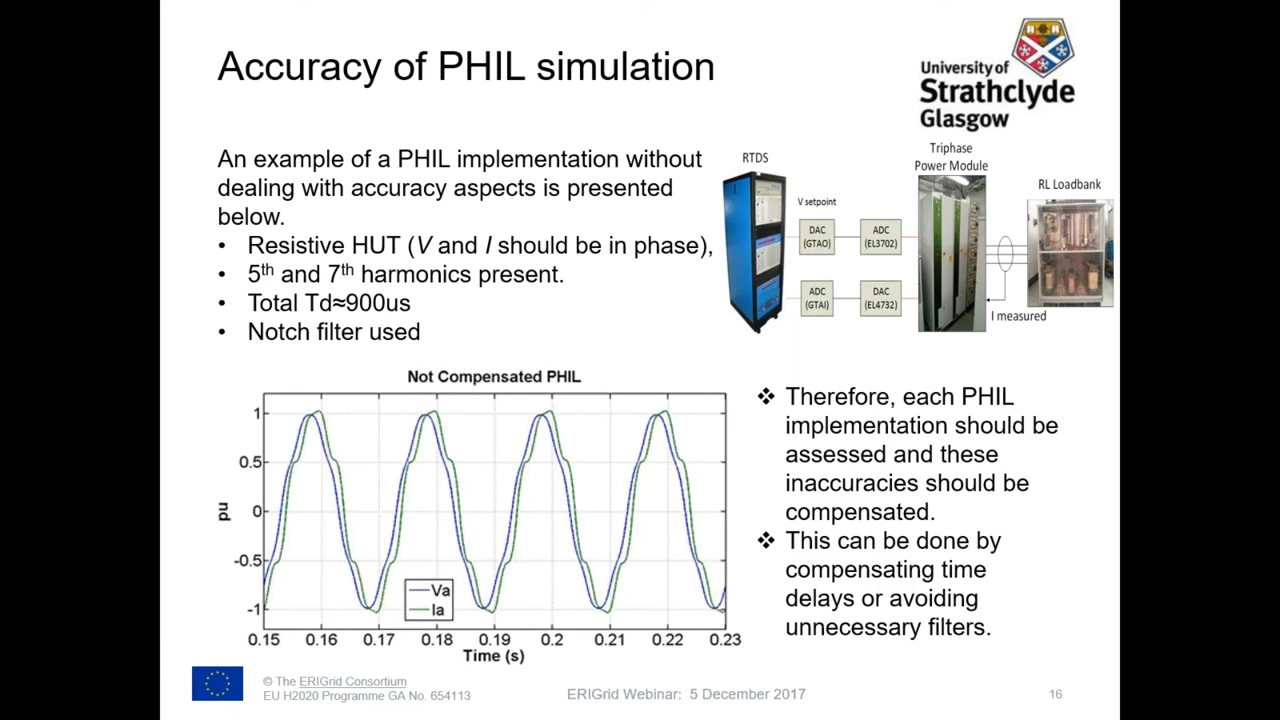 Accuracy of PHIL simulation
University of
Strathclyde
Glasgow
An example of a PHIL implementation without
dealing with accuracy aspects is presented
below.
• Resistive HUT (V and I should be in phase),
• 5th and 7th harmonics present.
• Total Td≈900us
• Notch filter used
RTDS
Triphase
Power Module
RL Loadbank
V setpoint
DAC
(GTAO)
ADC
(EL3702)
ADC
(GTAI)
DAC
(EL4732)
I measured
Not Compensated PHIL
1
0.5
0
-0.5
-1
pu
Va
Ia
0.15 0.16 0.17 0.18 0.19 0.2 0.21 0.22 0.23
Time (s)
❖ Therefore, each PHIL
implementation should be
assessed and these
inaccuracies should be
compensated.
❖ This can be done by
compensating time
delays or avoiding
unnecessary filters.
© The ERIGrid Consortium
EU H2020 Programme GA No. 654113
ERIGrid Webinar: 5 December 2017
16